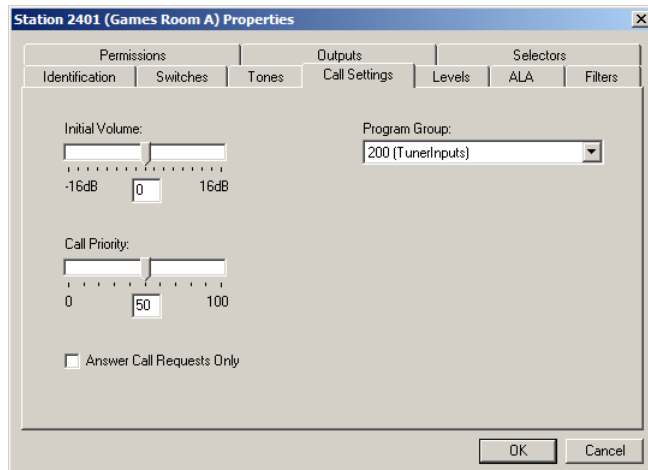 Station 2401 (Games Room A) Properties
Permissions Outputs Selectors
Identification Switches Tones Call Settings Levels ALA Filters
Initial Volume: Program Group:
200 (TunerInputs)
-16dB 0 16dB
Call Priority:
0 50 100
Answer Call Requests Only
OK Cancel